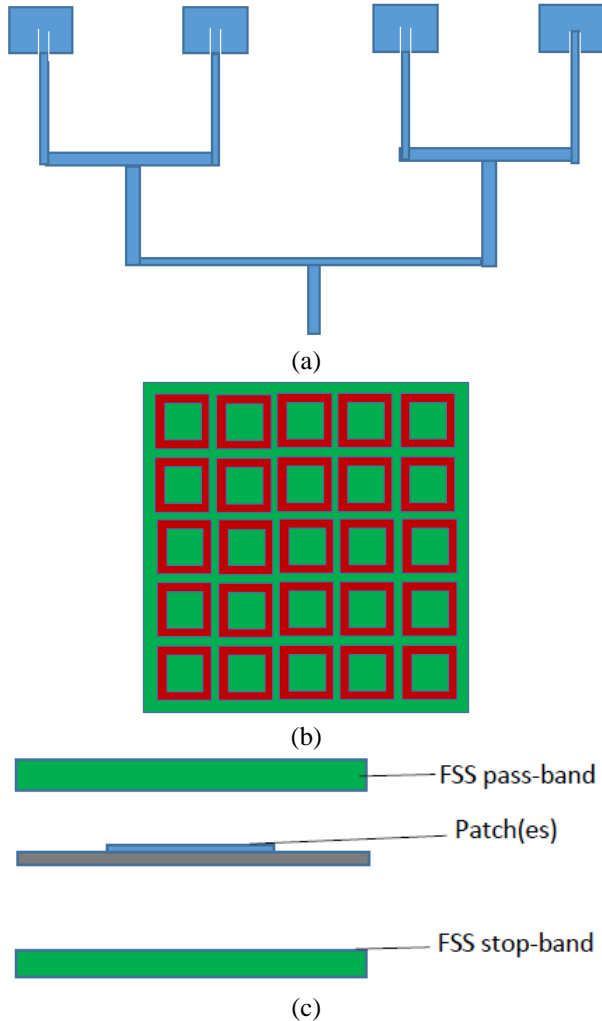 (a)
(b)
FSS pass-band
Patch(es)
FSS stop-band
(c)